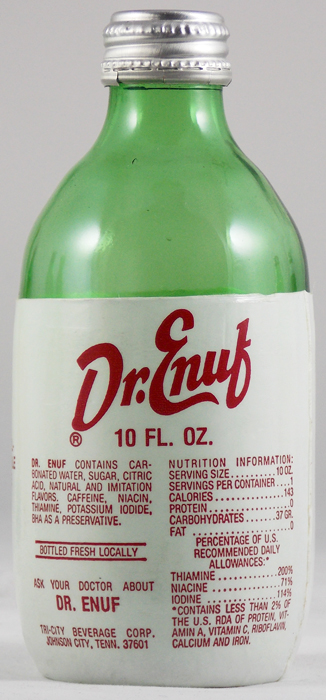 Dr. Enuf
® 10 FL. OZ.
DR. ENUF CONTAINS CAR-
BONATED WATER, SUGAR, CITRIC
ACID, NATURAL AND IMITATION
FLAVORS. CAFFEINE, NIACIN,
THIAMINE, POTASSIUM IODIDE,
BHA AS A PRESERVATIVE.
BOTTLED FRESH LOCALLY
ASK YOUR DOCTOR ABOUT
DR. ENUF
TRI-CITY BEVERAGE CORP.
JOHNSON CITY, TENN. 37601
NUTRITION INFORMATION:
SERVING SIZE..........10 OZ.
SERVINGS PER CONTAINER....1
CALORIES..................143
PROTEIN.....................0
CARBOHYDRATES........37 GR.
FAT.........................0
PERCENTAGE OF U.S.
RECOMMENDED DAILY
ALLOWANCES:*
THIAMINE.............200%
NIACINE...............71%
IODINE...............114%
*CONTAINS LESS THAN 2% OF
THE U.S. RDA OF PROTEIN, VIT-
AMIN A, VITAMIN C, RIBOFLAVIN,
CALCIUM AND IRON.